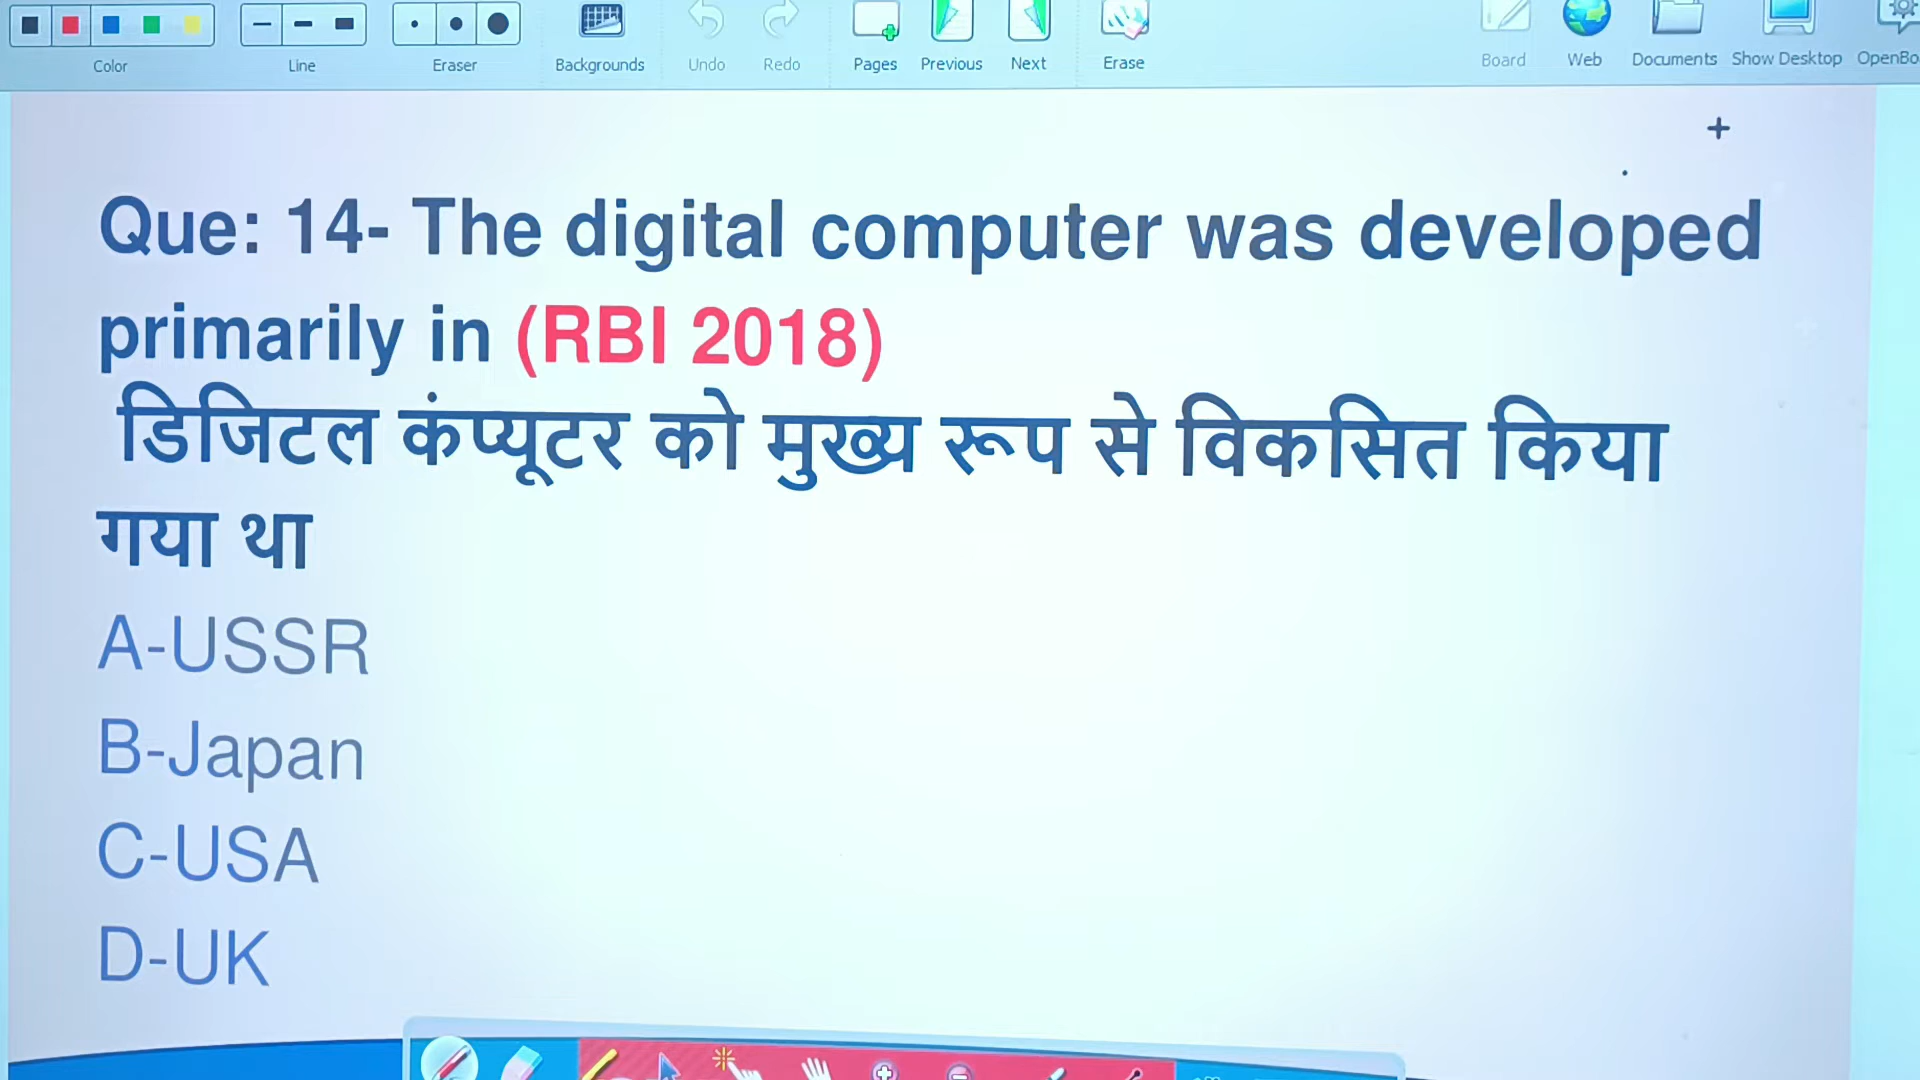 Color
Line
Eraser
Backgrounds
Undo
Redo
Pages
Previous
Next
Erase
Board
Web
Documents
Show Desktop
OpenBo
Que: 14- The digital computer was developed
primarily in (RBI 2018)
डिजिटल कंप्यूटर को मुख्य रूप से विकसित किया
गया था
A-USSR
B-Japan
C-USA
D-UK